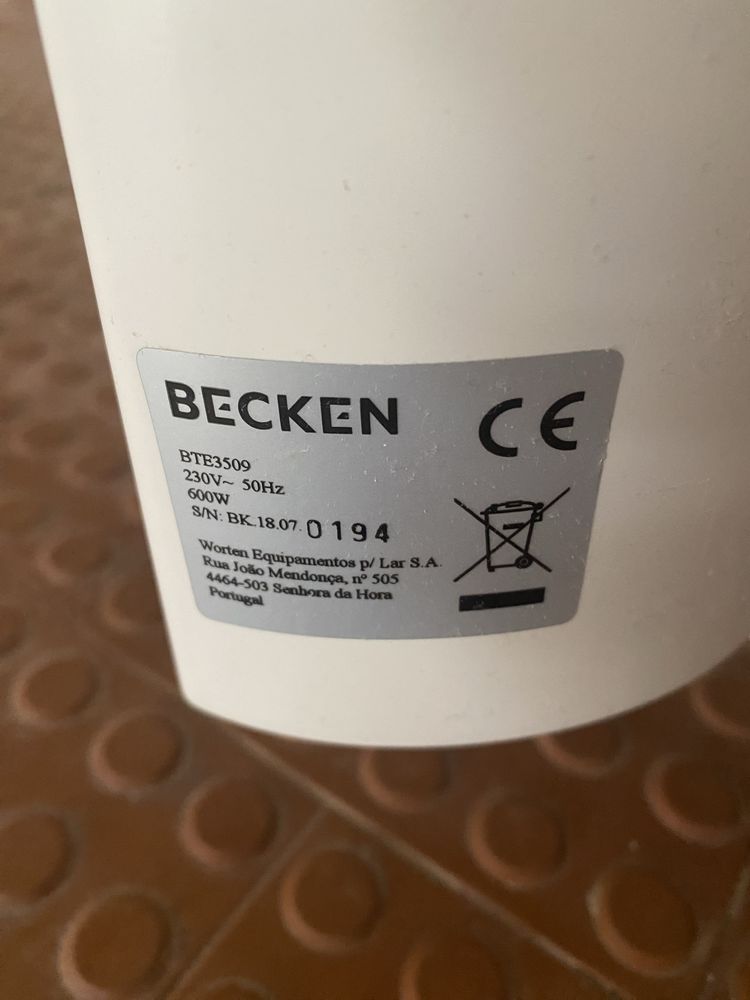 BECKEN
CE
BTE3509
230V~ 50Hz
600W
S/N: BK.18.07. 0194
Worten Equipamentos p/ Lar S.A.
Rua João Mendonça, nº 505
4464-503 Senhora da Hora
Portugal